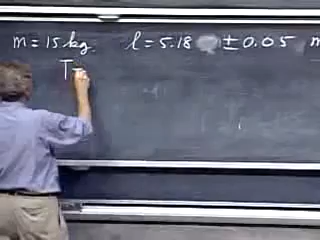 m = 15 kg l = 5.18 ± 0.05 m
T =